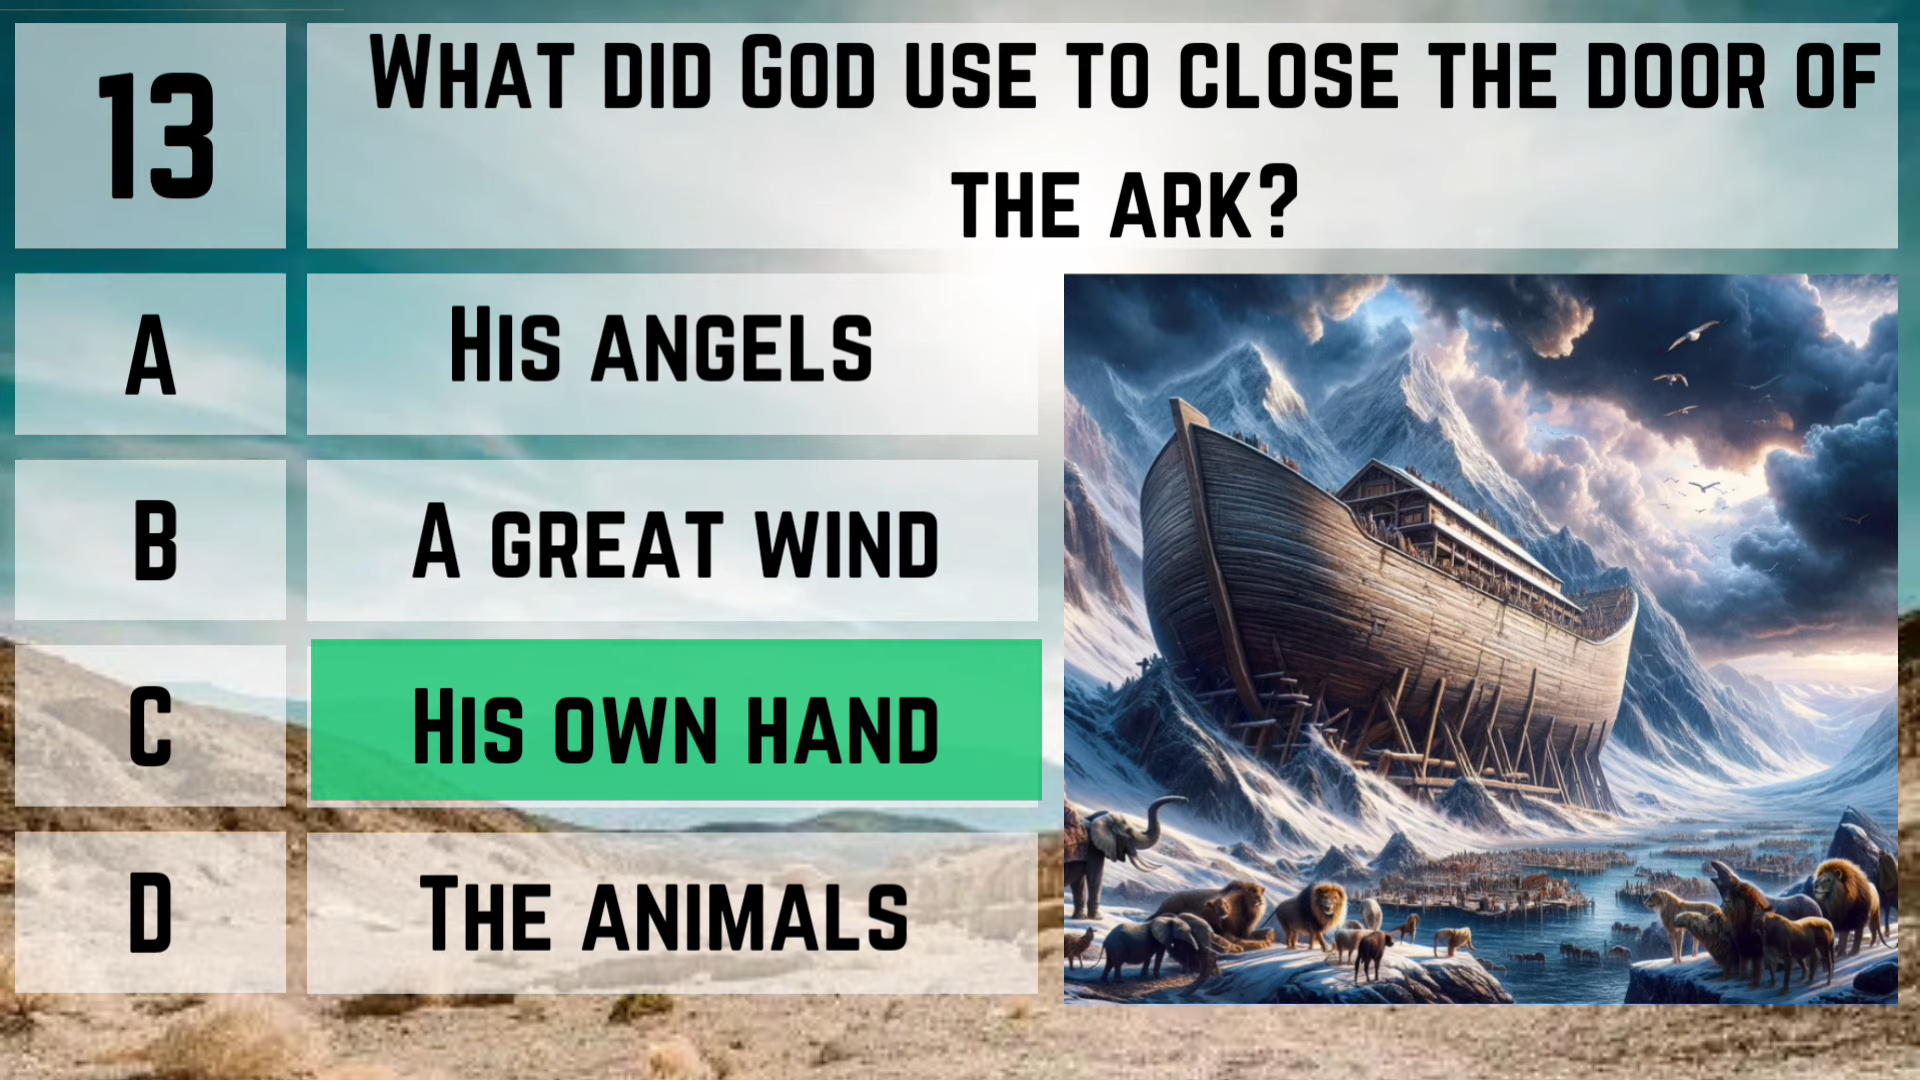 13
What did God use to close the door of
the ark?
A
His angels
B
A great wind
C
His own hand
D
The animals